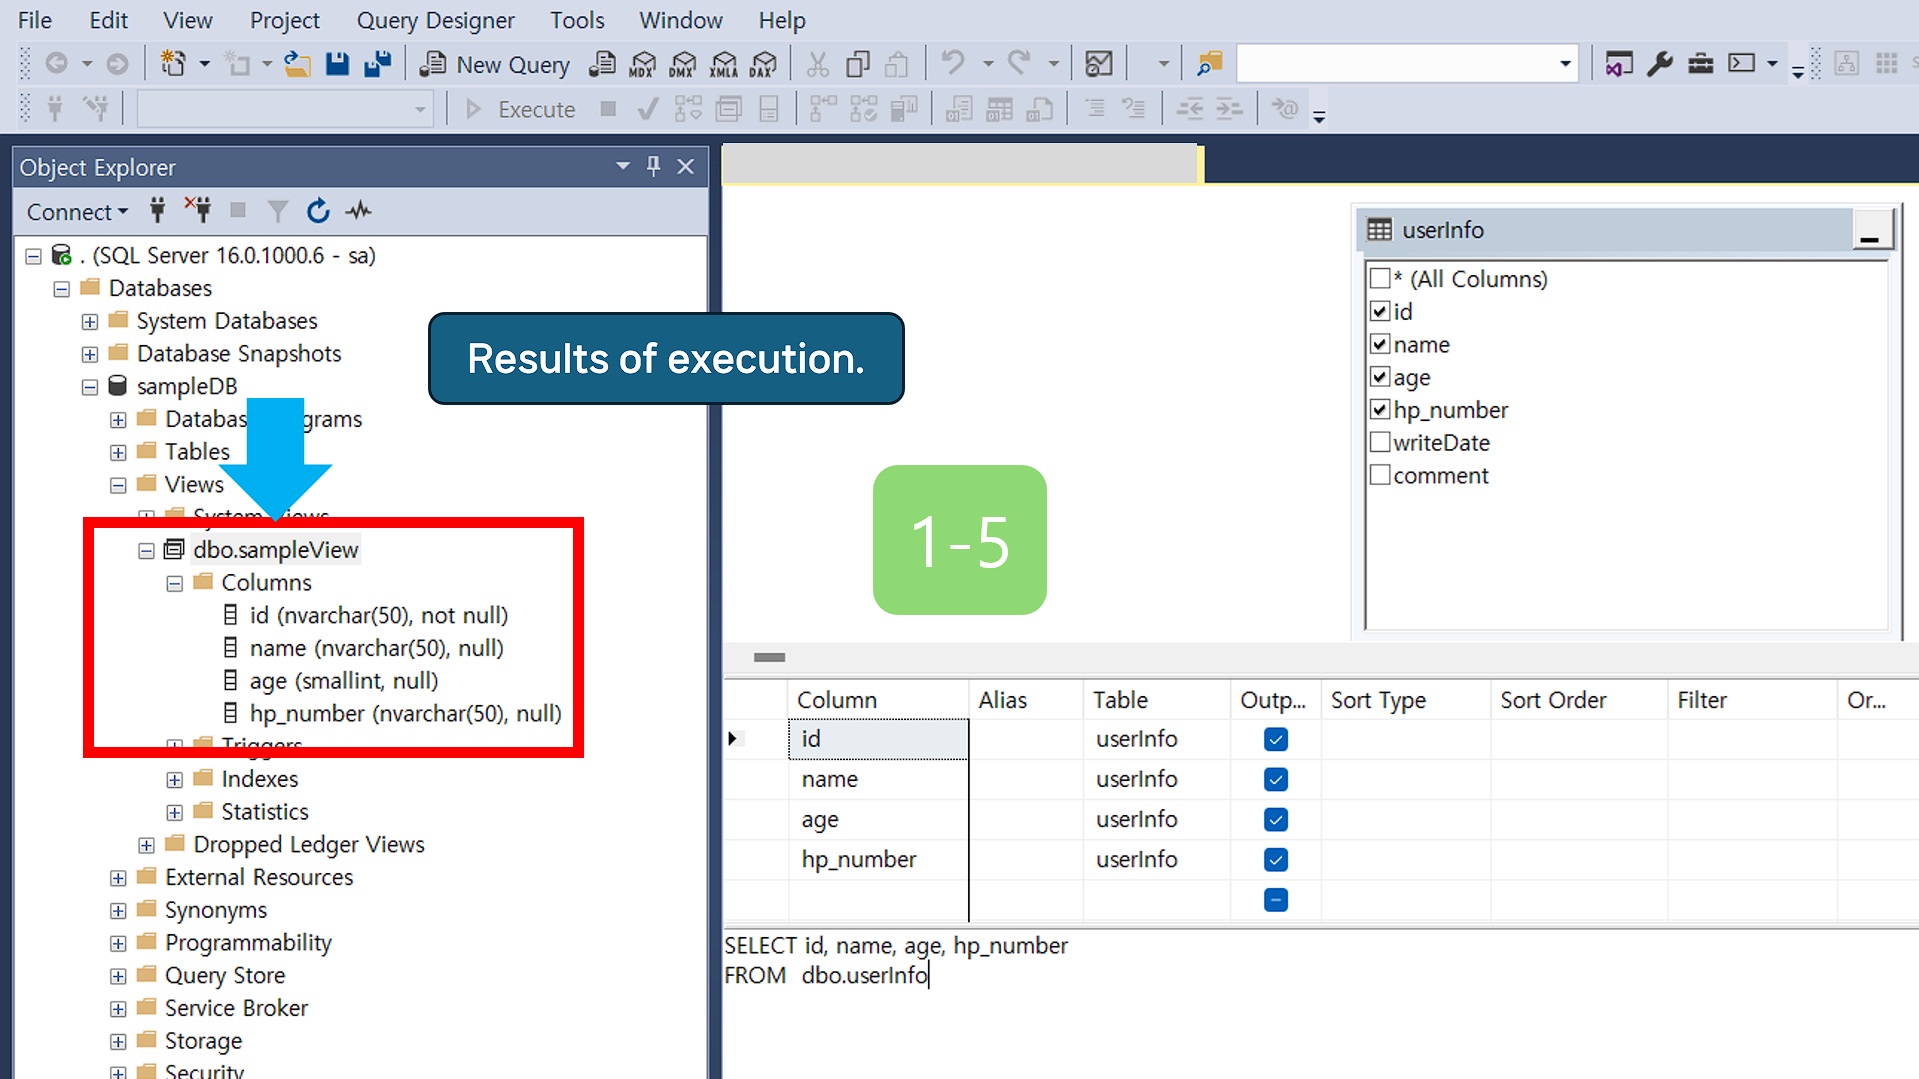 File Edit View Project Query Designer Tools Window Help
New Query MDX DMX XMLA DAX
Execute
Object Explorer
Connect
. (SQL Server 16.0.1000.6 - sa)
Databases
System Databases
Database Snapshots
sampleDB
Databas grams
Tables
Views
System Views
dbo.sampleView
Columns
id (nvarchar(50), not null)
name (nvarchar(50), null)
age (smallint, null)
hp_number (nvarchar(50), null)
Triggers
Indexes
Statistics
Dropped Ledger Views
External Resources
Synonyms
Programmability
Query Store
Service Broker
Storage
Security
Results of execution.
1-5
userInfo
* (All Columns)
id
name
age
hp_number
writeDate
comment
Column Alias Table Outp... Sort Type Sort Order Filter Or...
id userInfo
name userInfo
age userInfo
hp_number userInfo
SELECT id, name, age, hp_number
FROM dbo.userInfo